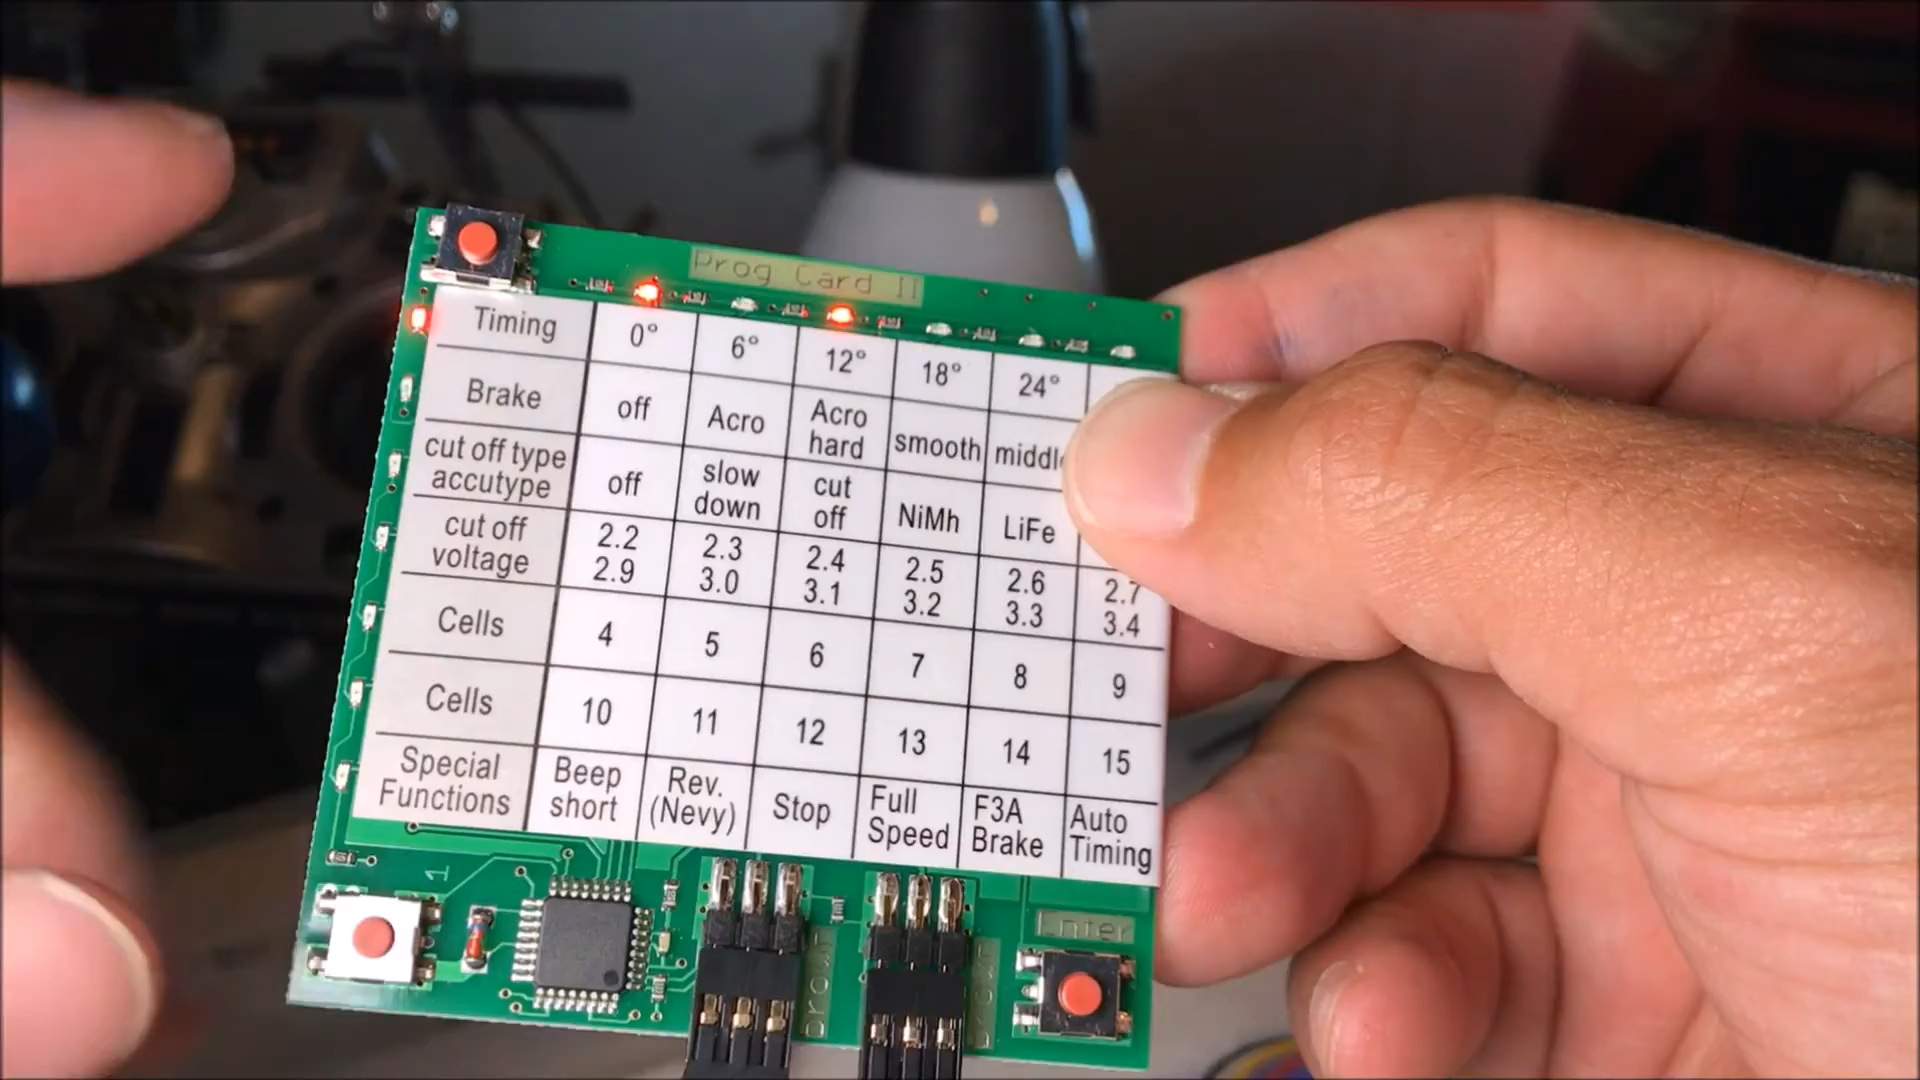 Prog Card II
Timing 0° 6° 12° 18° 24°
Brake off Acro Acro hard smooth
cut off type accutype off slow down cut off NiMh LiFe
cut off voltage 2.2 2.9 2.3 3.0 2.4 3.1 2.5 3.2 2.6 3.3 2.7 3.4
Cells 4 5 6 7 8 9
Cells 10 11 12 13 14 15
Special Functions Beep short Rev. (Nevy) Stop Full Speed F3A Brake Auto Timing
1
Enter